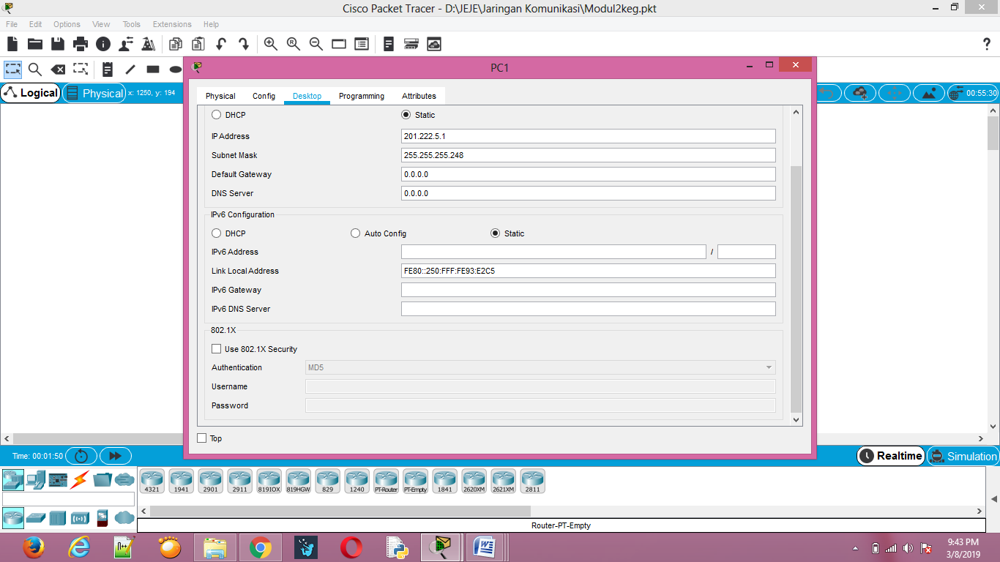 Cisco Packet Tracer - D:\JEJE\Jaringan Komunikasi\Modul2keg.pkt
File Edit Options View Tools Extensions Help
?
PC1
Logical Physical x: 1250, y: 194
00:55:30
Physical Config Desktop Programming Attributes
DHCP Static
IP Address 201.222.5.1
Subnet Mask 255.255.255.248
Default Gateway 0.0.0.0
DNS Server 0.0.0.0
IPv6 Configuration
DHCP Auto Config Static
IPv6 Address /
Link Local Address FE80::250:FFF:FE93:E2C5
IPv6 Gateway
IPv6 DNS Server
802.1X
Use 802.1X Security
Authentication MD5
Username
Password
Top
Time: 00:01:50 Realtime Simulation
4321 1941 2901 2911 819IOX 819HGW 829 1240 PT-Router PT-Empty 1841 2620XM 2621XM 2811
Router-PT-Empty
9:43 PM
3/8/2019